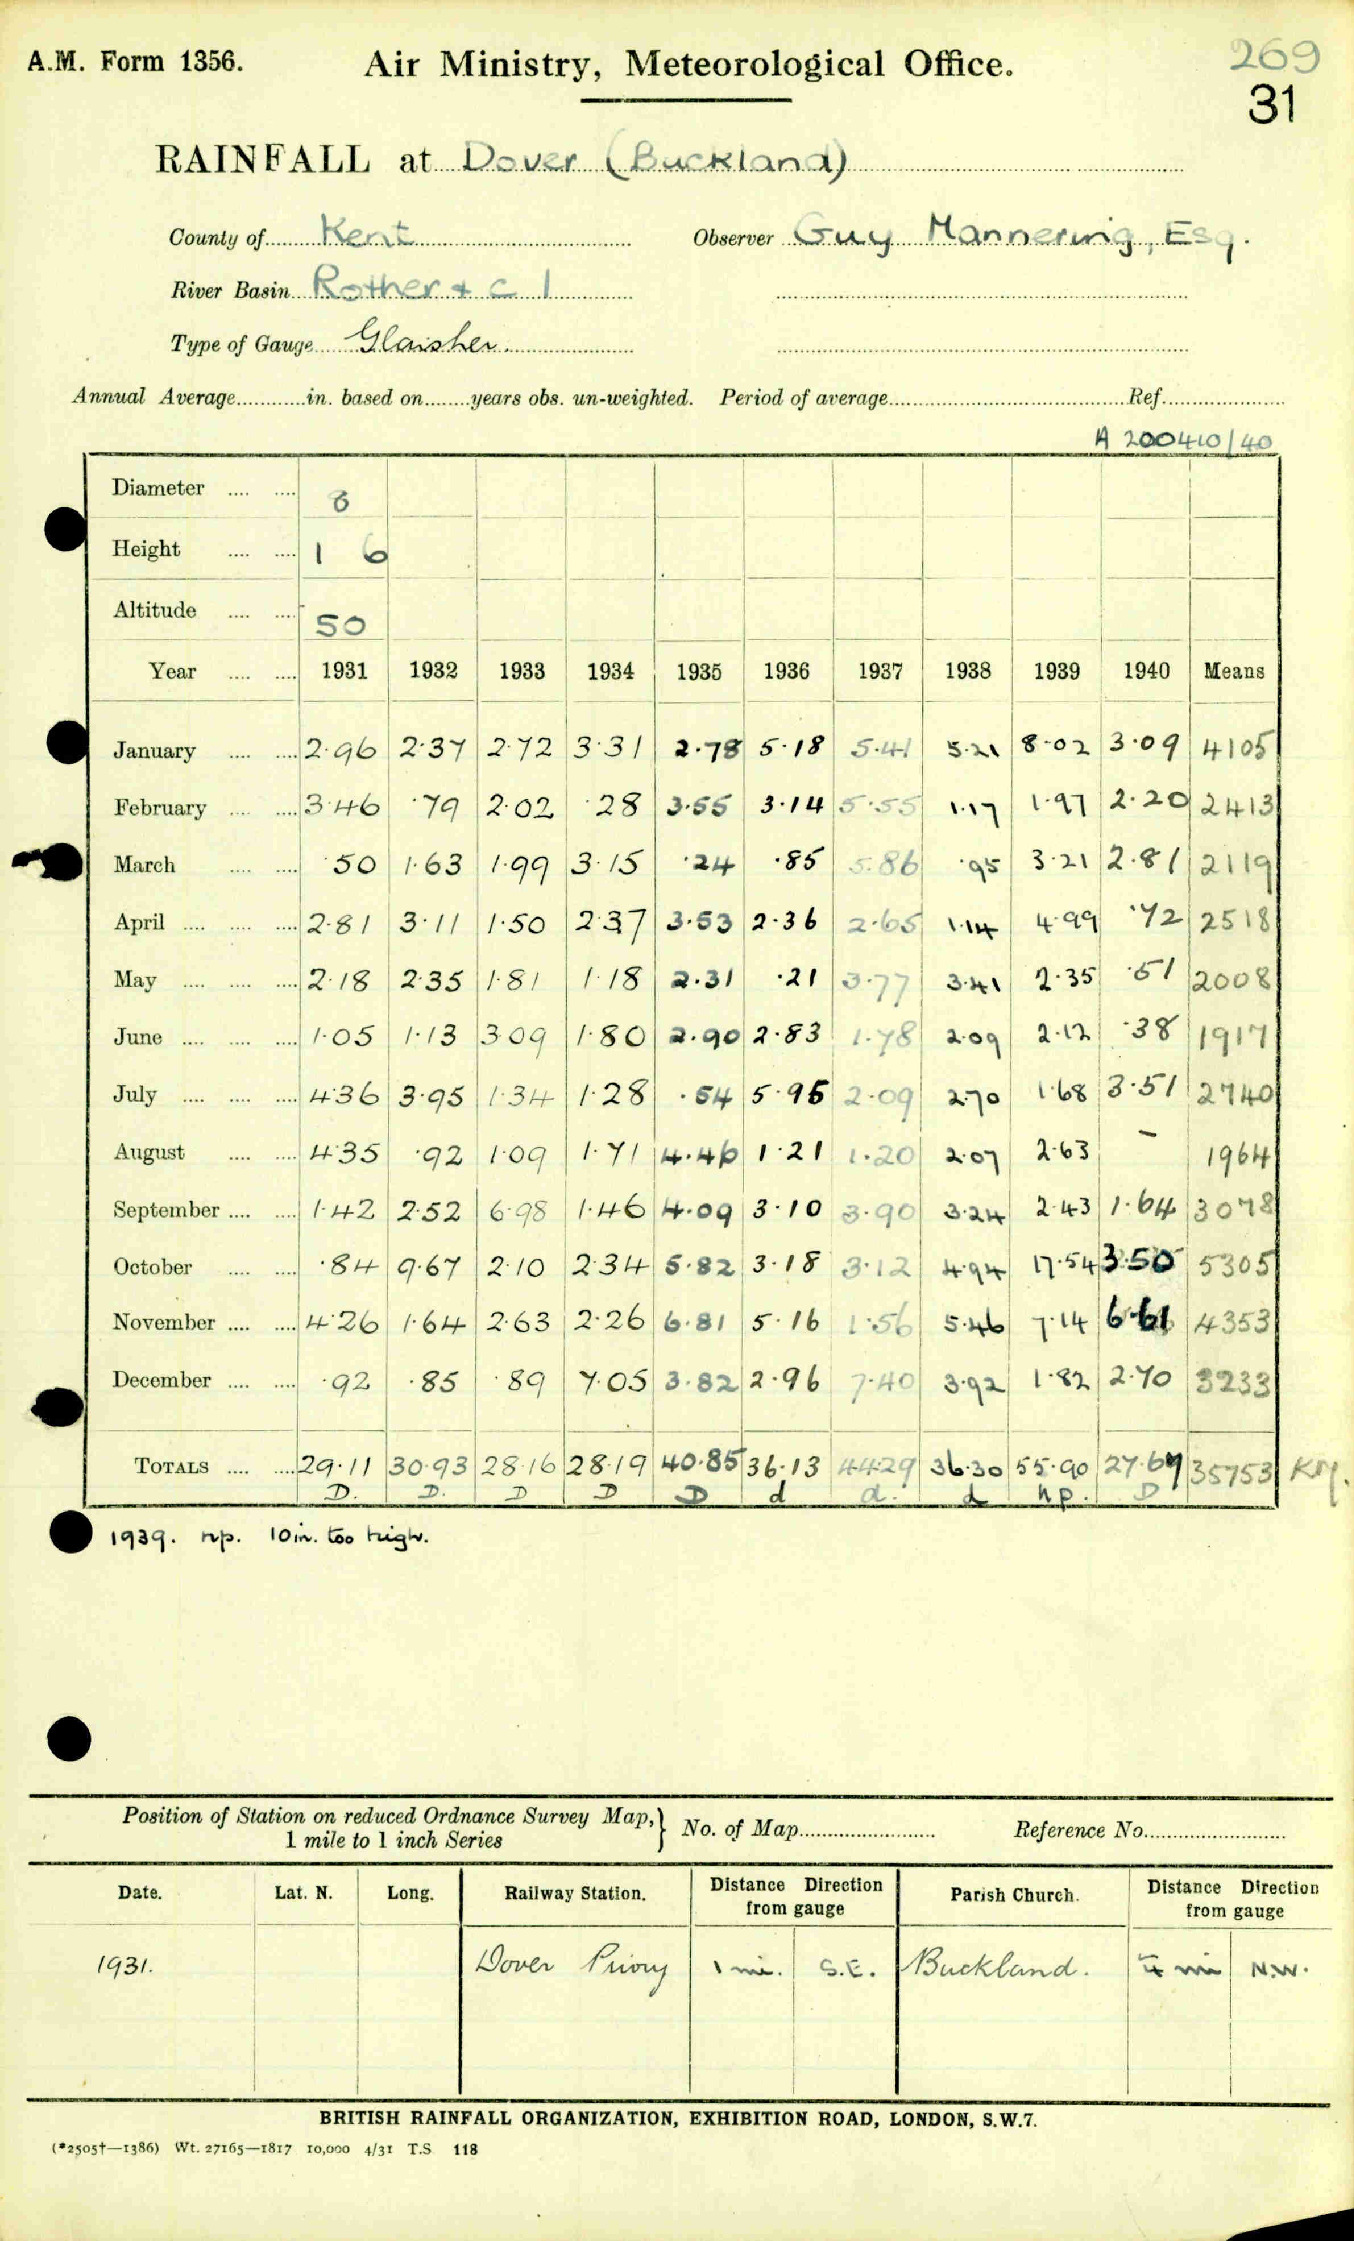 A.M. Form 1356.
Air Ministry, Meteorological Office.
269
31
RAINFALL at Dover (Buckland)
County of Kent Observer Guy Mannering, Esq.
River Basin Rother + c 1
Type of Gauge Glaisher.
Annual Average in. based on years obs. un-weighted. Period of average Ref.
A 200410/40
Diameter 8
Height 1 6
Altitude 50
Year 1931 1932 1933 1934 1935 1936 1937 1938 1939 1940 Means
January 2.96 2.37 2.72 3.31 2.78 5.18 5.41 5.21 8.02 3.09 4105
February 3.46 .79 2.02 .28 3.55 3.14 5.55 1.17 1.97 2.20 2413
March .50 1.63 1.99 3.15 .24 .85 5.86 .95 3.21 2.81 2119
April 2.81 3.11 1.50 2.37 3.53 2.36 2.65 1.14 4.99 .72 2518
May 2.18 2.35 1.81 1.18 2.31 .21 3.77 3.41 2.35 .51 2008
June 1.05 1.13 3.09 1.80 2.90 2.83 1.78 2.09 2.12 .38 1917
July 4.36 3.95 1.34 1.28 .54 5.95 2.09 2.70 1.68 3.51 2740
August 4.35 .92 1.09 1.71 4.46 1.21 1.20 2.07 2.63 – 1964
September 1.42 2.52 6.98 1.46 4.09 3.10 3.90 3.24 2.43 1.64 3078
October .84 9.67 2.10 2.34 5.82 3.18 3.12 4.94 17.54 3.50 5305
November 4.26 1.64 2.63 2.26 6.81 5.16 1.56 5.46 7.14 6.61 4353
December .92 .85 .89 7.05 3.82 2.96 7.40 3.92 1.82 2.70 3233
TOTALS 29.11 30.93 28.16 28.19 40.85 36.13 44.29 36.30 55.90 27.67 35753 KM.
D. D. D D D d d. d np. D
1939. np. 10in. too high.
Position of Station on reduced Ordnance Survey Map,
1 mile to 1 inch Series
No. of Map Reference No.
Date. Lat. N. Long. Railway Station. Distance Direction from gauge Parish Church. Distance Direction from gauge
1931. Dover Priory 1 mi. S.E. Buckland. mi N.W.
BRITISH RAINFALL ORGANIZATION, EXHIBITION ROAD, LONDON, S.W.7.
(*2505†—1386) Wt. 27165—1817 10,000 4/31 T.S 118